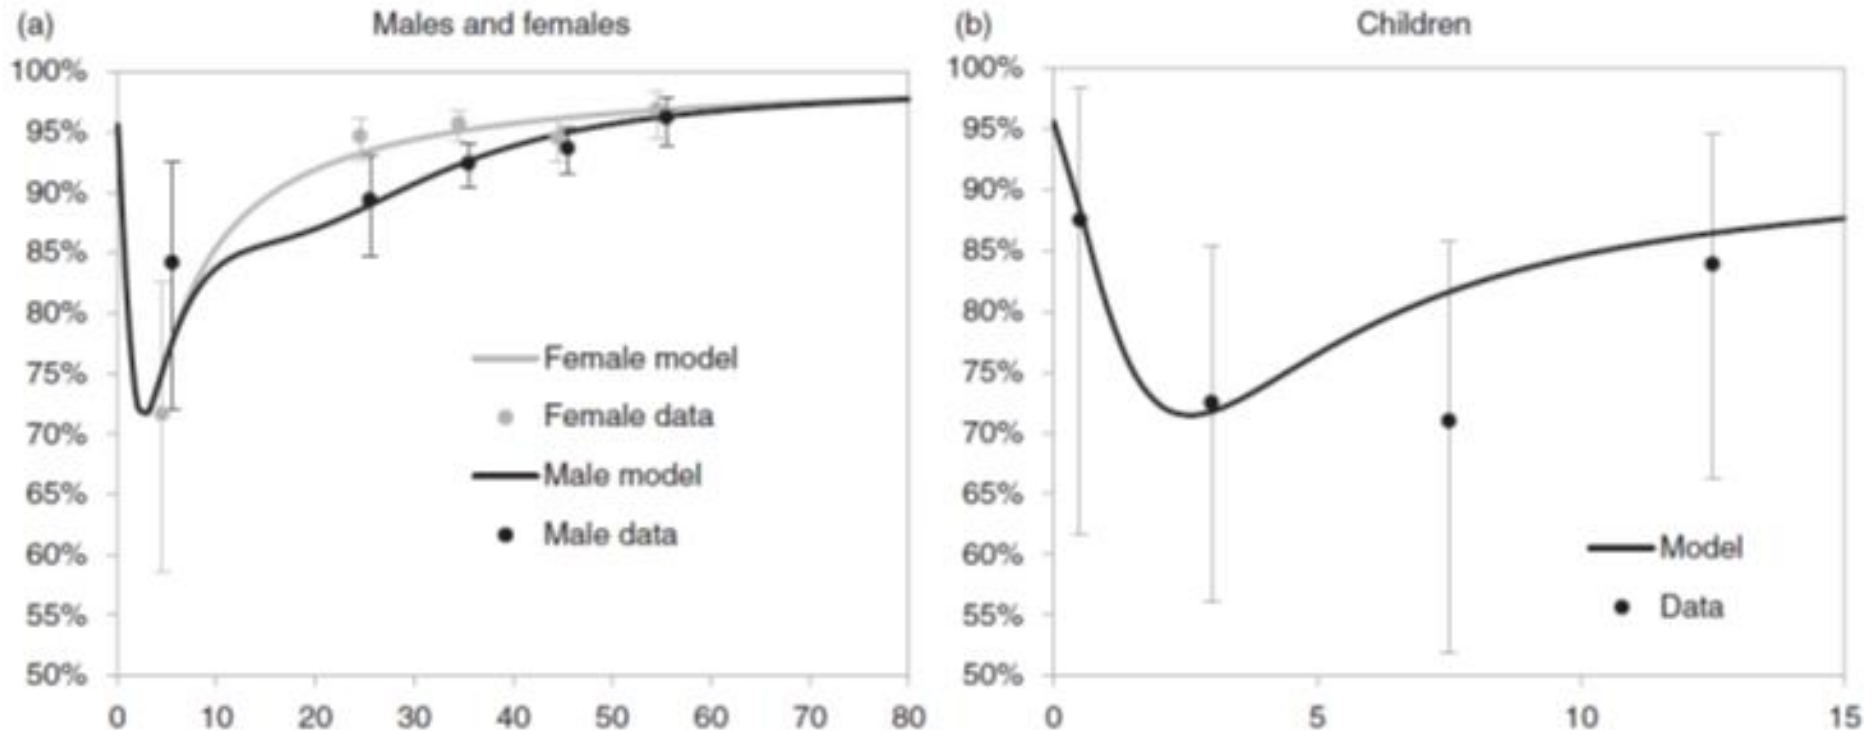 (a) Males and females
100%
95%
90%
85%
80%
75%
70%
65%
60%
55%
50%
Female model
Female data
Male model
Male data
0 10 20 30 40 50 60 70 80
(b) Children
100%
95%
90%
85%
80%
75%
70%
65%
60%
55%
50%
Model
Data
0 5 10 15